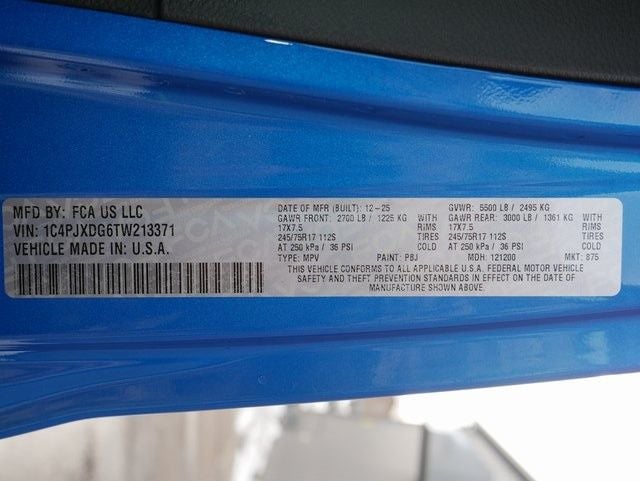 MFD BY: FCA US LLC
VIN: 1C4PJXDG6TW213371
VEHICLE MADE IN U.S.A.
DATE OF MFR (BUILT): 12-25 GVWR: 5500 LB / 2495 KG
GAWR FRONT: 2700 LB / 1225 KG WITH GAWR REAR: 3000 LB / 1361 KG WITH
17X7.5 RIMS 17X7.5 RIMS
245/75R17 112S TIRES 245/75R17 112S TIRES
AT 250 kPa / 36 PSI COLD AT 250 kPa / 36 PSI COLD
TYPE: MPV PAINT: PBJ MDH: 121200 MKT: 875
THIS VEHICLE CONFORMS TO ALL APPLICABLE U.S.A. FEDERAL MOTOR VEHICLE
SAFETY AND THEFT PREVENTION STANDARDS IN EFFECT ON THE DATE OF
MANUFACTURE SHOWN ABOVE.